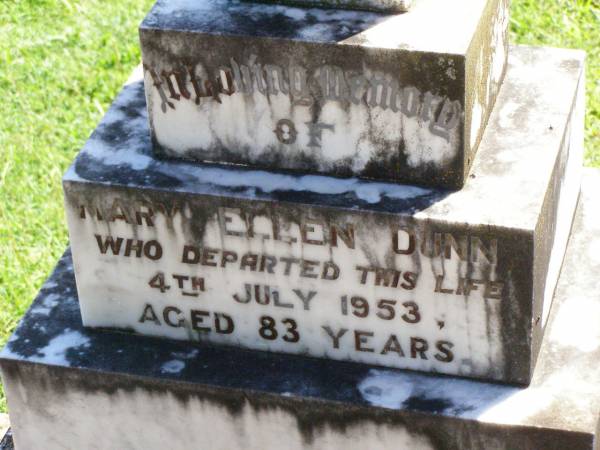 In Loving Memory
OF
MARY ELLEN DUNN
WHO DEPARTED THIS LIFE
4TH JULY 1953,
AGED 83 YEARS.